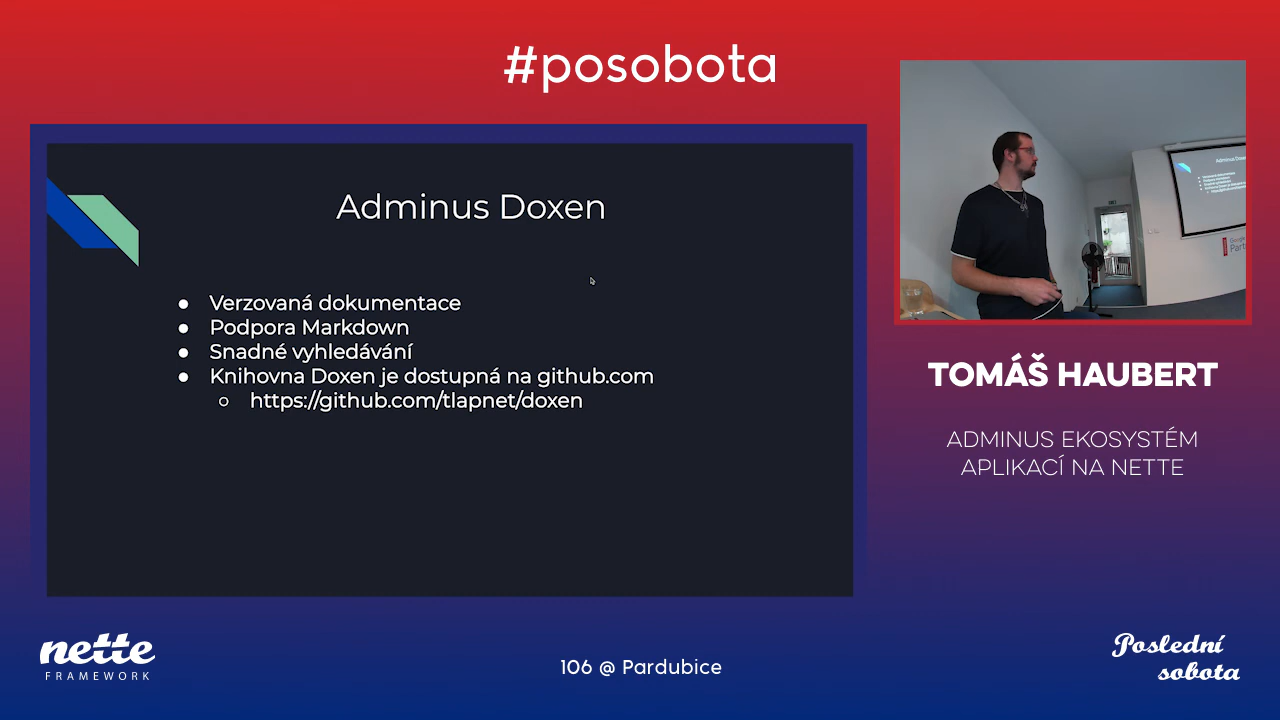 #posobota
Adminus Doxen
Verzovaná dokumentace
Podpora Markdown
Snadné vyhledávání
Knihovna Doxen je dostupná na github.com
https://github.com/tlapnet/doxen
TOMÁŠ HAUBERT
ADMINUS EKOSYSTÉM
APLIKACÍ NA NETTE
nette
FRAMEWORK
106 @ Pardubice
Poslední
sobota